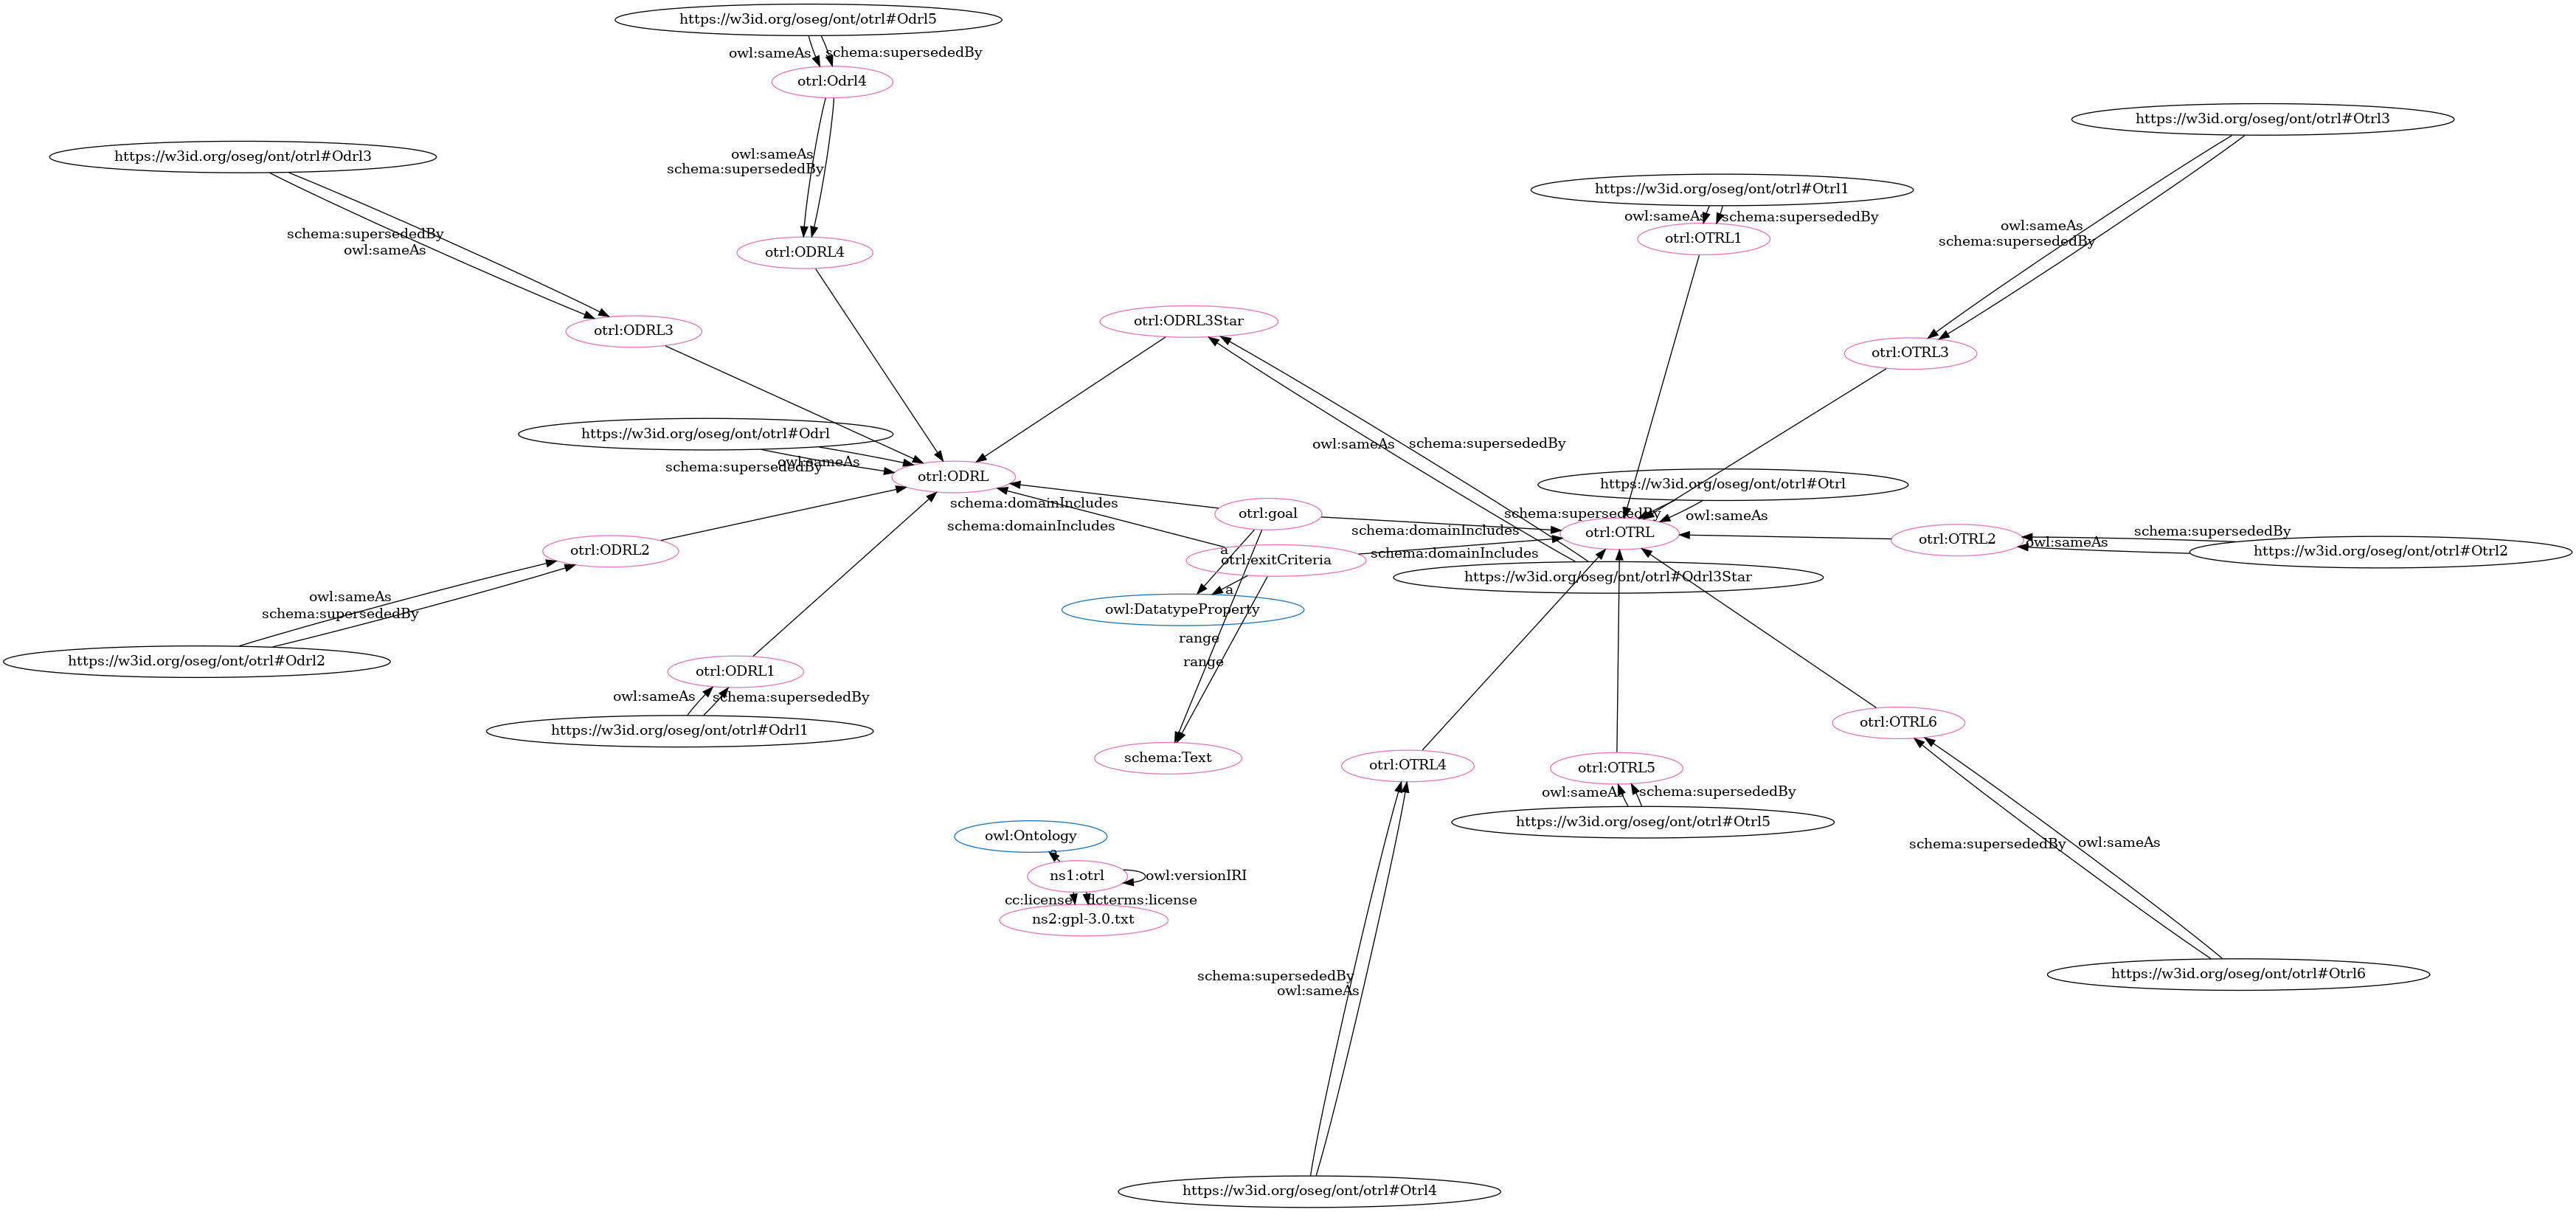 https://w3id.org/oseg/ont/otrl#Odrl5
owl:sameAs
schema:supersededBy
otrl:Odrl4
https://w3id.org/oseg/ont/otrl#Otrl3
https://w3id.org/oseg/ont/otrl#Odrl3
owl:sameAs
schema:supersededBy
https://w3id.org/oseg/ont/otrl#Otrl1
owl:sameAs
schema:supersededBy
schema:supersededBy
owl:sameAs
otrl:OTRL1
owl:sameAs
schema:supersededBy
otrl:ODRL4
otrl:ODRL3Star
otrl:ODRL3
otrl:OTRL3
https://w3id.org/oseg/ont/otrl#Odrl
owl:sameAs
schema:supersededBy
schema:supersededBy
owl:sameAs
otrl:ODRL
https://w3id.org/oseg/ont/otrl#Otrl
schema:domainIncludes
otrl:goal
schema:supersededBy
owl:sameAs
schema:domainIncludes
schema:domainIncludes
otrl:OTRL
schema:supersededBy
otrl:OTRL2
owl:sameAs
otrl:ODRL2
a
schema:domainIncludes
https://w3id.org/oseg/ont/otrl#Otrl2
otrl:exitCriteria
https://w3id.org/oseg/ont/otrl#Odrl3Star
a
owl:sameAs
schema:supersededBy
owl:DatatypeProperty
range
https://w3id.org/oseg/ont/otrl#Odrl2
range
otrl:ODRL1
owl:sameAs
schema:supersededBy
https://w3id.org/oseg/ont/otrl#Odrl1
otrl:OTRL6
schema:Text
otrl:OTRL4
otrl:OTRL5
owl:sameAs
schema:supersededBy
https://w3id.org/oseg/ont/otrl#Otrl5
owl:Ontology
a
schema:supersededBy
owl:sameAs
ns1:otrl
owl:versionIRI
cc:license
dcterms:license
ns2:gpl-3.0.txt
https://w3id.org/oseg/ont/otrl#Otrl6
schema:supersededBy
owl:sameAs
https://w3id.org/oseg/ont/otrl#Otrl4